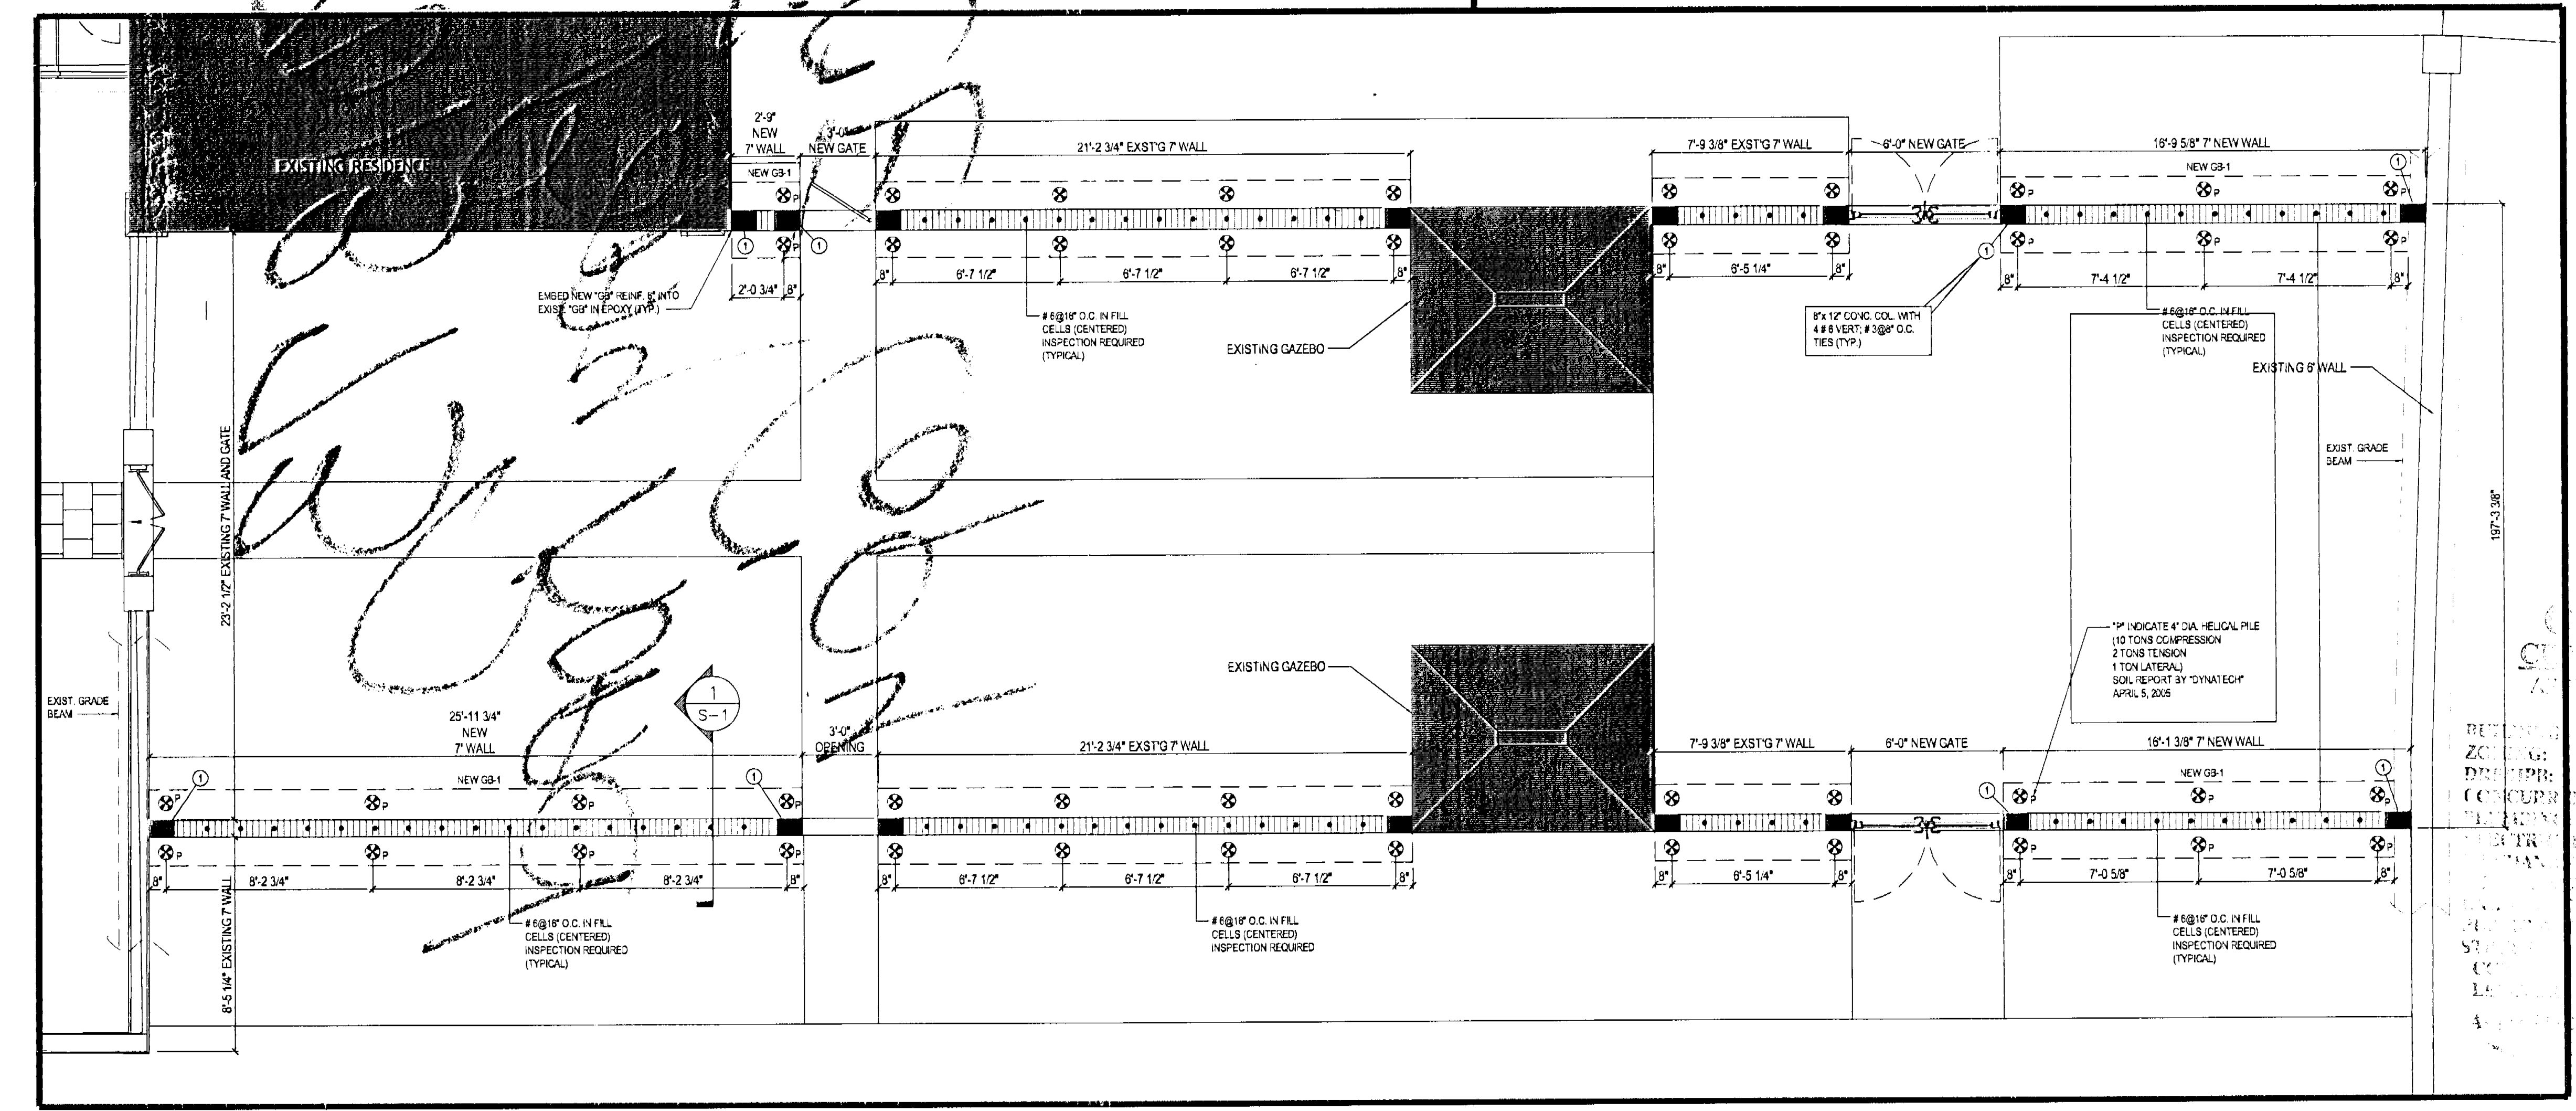 EXISTING RESIDENCE
2'-9"
NEW
7' WALL
3'-0"
NEW GATE
21'-2 3/4" EXST'G 7' WALL
7'-9 3/8" EXST'G 7' WALL
6'-0" NEW GATE
16'-9 5/8" 7' NEW WALL
NEW GB-1
NEW GB-1
1
P
P
P
P
P
P
P
P
1
1
1
2'-0 3/4"
8"
8"
6'-7 1/2"
6'-7 1/2"
6'-7 1/2"
8"
8"
6'-5 1/4"
8"
8"
7'-4 1/2"
7'-4 1/2"
8"
EMBED NEW "GB" REINF. 6" INTO
EXIST. "GB" IN EPOXY (TYP.)
# 6@16" O.C. IN FILL
CELLS (CENTERED)
INSPECTION REQUIRED
(TYPICAL)
EXISTING GAZEBO
8"x 12" CONC. COL. WITH
4 # 6 VERT; # 3@8" O.C.
TIES (TYP.)
# 6@16" O.C. IN FILL
CELLS (CENTERED)
INSPECTION REQUIRED
(TYPICAL)
EXISTING 6' WALL
EXIST. GRADE
BEAM
197'-3 3/8"
23'-2 1/2" EXISTING 7' WALL AND GATE
"P" INDICATE 4" DIA. HELICAL PILE
(10 TONS COMPRESSION
2 TONS TENSION
1 TON LATERAL)
SOIL REPORT BY "DYNATECH"
APRIL 5, 2005
EXISTING GAZEBO
EXIST. GRADE
BEAM
1
S-1
25'-11 3/4"
NEW
7' WALL
3'-0"
OPENING
21'-2 3/4" EXST'G 7' WALL
7'-9 3/8" EXST'G 7' WALL
6'-0" NEW GATE
16'-1 3/8" 7' NEW WALL
NEW GB-1
NEW GB-1
1
1
1
1
P
P
P
P
P
P
P
P
P
P
P
P
P
P
8"
8'-2 3/4"
8'-2 3/4"
8'-2 3/4"
8"
8"
6'-7 1/2"
6'-7 1/2"
6'-7 1/2"
8"
8"
6'-5 1/4"
8"
8"
7'-0 5/8"
7'-0 5/8"
8"
8'-5 1/4" EXISTING 7' WALL
# 6@16" O.C. IN FILL
CELLS (CENTERED)
INSPECTION REQUIRED
(TYPICAL)
# 6@16" O.C. IN FILL
CELLS (CENTERED)
INSPECTION REQUIRED
# 6@16" O.C. IN FILL
CELLS (CENTERED)
INSPECTION REQUIRED
(TYPICAL)